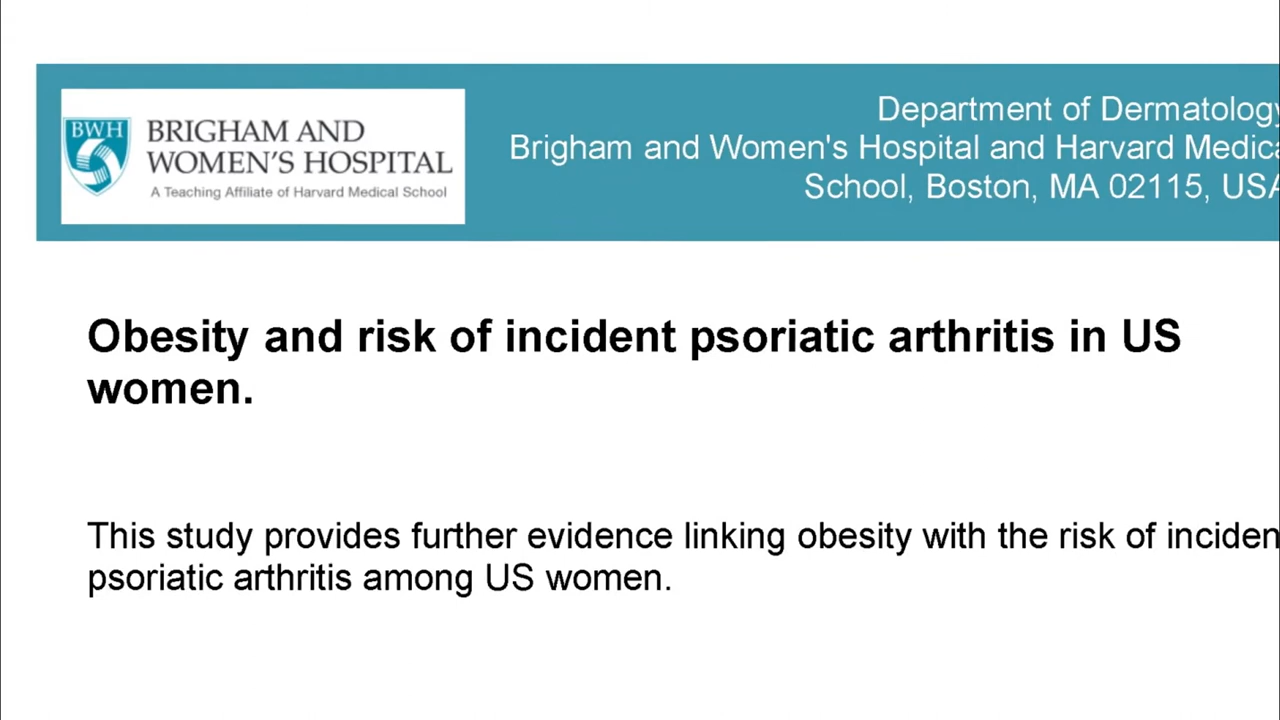 BWH
BRIGHAM AND
WOMEN'S HOSPITAL
A Teaching Affiliate of Harvard Medical School
Department of Dermatology
Brigham and Women's Hospital and Harvard Medica
School, Boston, MA 02115, USA
Obesity and risk of incident psoriatic arthritis in US
women.
This study provides further evidence linking obesity with the risk of inciden
psoriatic arthritis among US women.